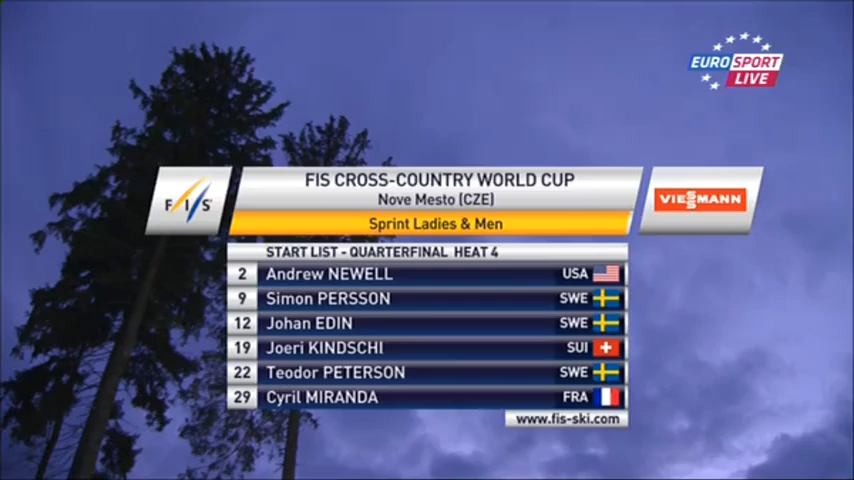 EUROSPORT
LIVE
FIS
FIS CROSS-COUNTRY WORLD CUP
Nove Mesto (CZE)
Sprint Ladies & Men
VIESSMANN
START LIST - QUARTERFINAL HEAT 4
2 Andrew NEWELL USA
9 Simon PERSSON SWE
12 Johan EDIN SWE
19 Joeri KINDSCHI SUI
22 Teodor PETERSON SWE
29 Cyril MIRANDA FRA
www.fis-ski.com